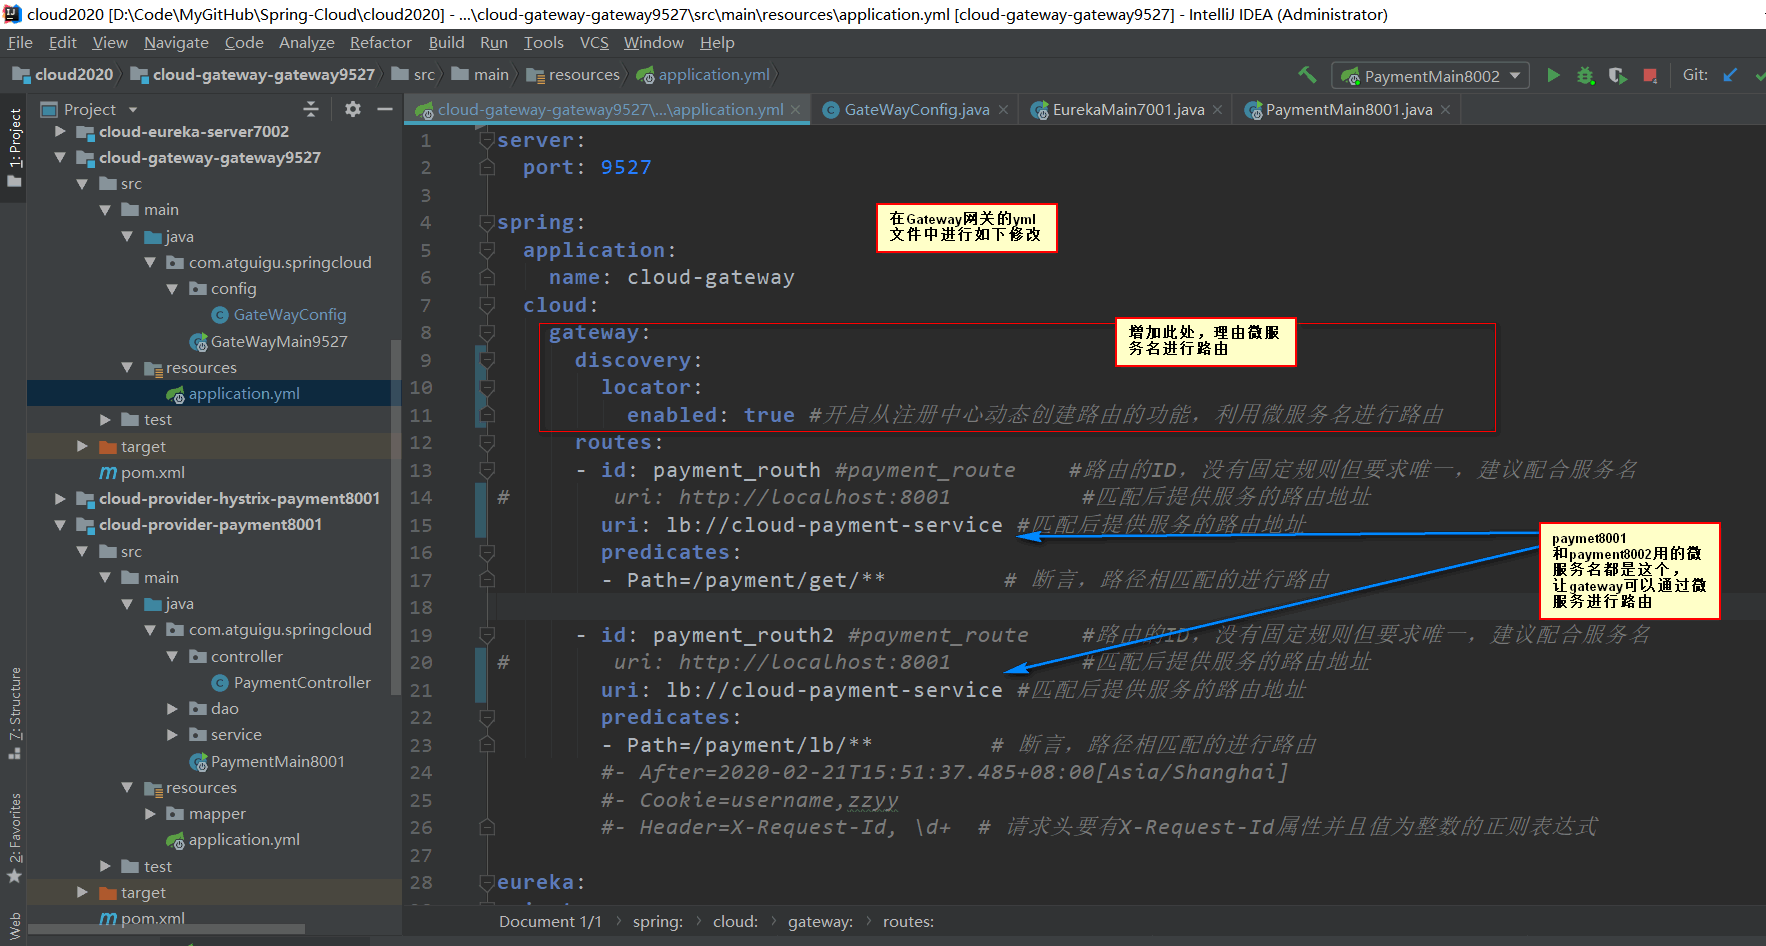 cloud2020 [D:\Code\MyGitHub\Spring-Cloud\cloud2020] - ...\cloud-gateway-gateway9527\src\main\resources\application.yml [cloud-gateway-gateway9527] - IntelliJ IDEA (Administrator)
File Edit View Navigate Code Analyze Refactor Build Run Tools VCS Window Help
cloud2020 cloud-gateway-gateway9527 src main resources application.yml PaymentMain8002 Git:
Project
cloud-gateway-gateway9527\...\application.yml GateWayConfig.java EurekaMain7001.java PaymentMain8001.java
1: Project
7: Structure
2: Favorites
Web
cloud-eureka-server7002
cloud-gateway-gateway9527
src
main
java
com.atguigu.springcloud
config
GateWayConfig
GateWayMain9527
resources
application.yml
test
target
pom.xml
cloud-provider-hystrix-payment8001
cloud-provider-payment8001
src
main
java
com.atguigu.springcloud
controller
PaymentController
dao
service
PaymentMain8001
resources
mapper
application.yml
test
target
pom.xml
1 server:
2 port: 9527
3
4 spring:
5 application:
6 name: cloud-gateway
7 cloud:
8 gateway:
9 discovery:
10 locator:
11 enabled: true #开启从注册中心动态创建路由的功能，利用微服务名进行路由
12 routes:
13 - id: payment_routh #payment_route #路由的ID，没有固定规则但要求唯一，建议配合服务名
14 # uri: http://localhost:8001 #匹配后提供服务的路由地址
15 uri: lb://cloud-payment-service #匹配后提供服务的路由地址
16 predicates:
17 - Path=/payment/get/** # 断言，路径相匹配的进行路由
18
19 - id: payment_routh2 #payment_route #路由的ID，没有固定规则但要求唯一，建议配合服务名
20 # uri: http://localhost:8001 #匹配后提供服务的路由地址
21 uri: lb://cloud-payment-service #匹配后提供服务的路由地址
22 predicates:
23 - Path=/payment/lb/** # 断言，路径相匹配的进行路由
24 #- After=2020-02-21T15:51:37.485+08:00[Asia/Shanghai]
25 #- Cookie=username,zzyy
26 #- Header=X-Request-Id, \d+ # 请求头要有X-Request-Id属性并且值为整数的正则表达式
27
28 eureka:
在Gateway网关的yml
文件中进行如下修改
增加此处，理由微服
务名进行路由
paymet8001
和payment8002用的微
服务名都是这个，
让gateway可以通过微
服务进行路由
Document 1/1 spring: cloud: gateway: routes: